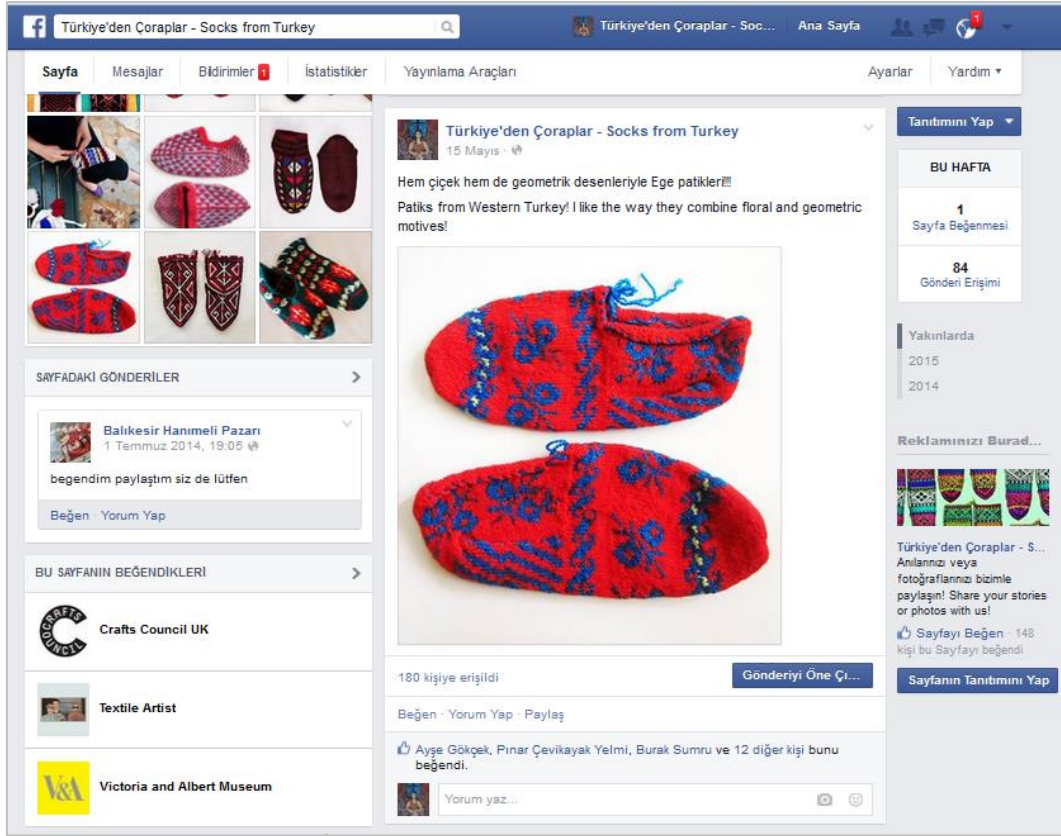 Türkiye'den Çoraplar - Socks from Turkey
Türkiye'den Çoraplar - Soc...
Ana Sayfa
1
Sayfa
Mesajlar
Bildirimler 1
İstatistikler
Yayınlama Araçları
Ayarlar
Yardım
SAYFADAKİ GÖNDERİLER
Balıkesir Hanımeli Pazarı
1 Temmuz 2014, 19:05
begendim paylaştım siz de lütfen
Beğen · Yorum Yap
BU SAYFANIN BEĞENDİKLERİ
CRAFTS COUNCIL
Crafts Council UK
Textile Artist
V&A
Victoria and Albert Museum
Türkiye'den Çoraplar - Socks from Turkey
15 Mayıs ·
Hem çiçek hem de geometrik desenleriyle Ege patikleri!!!
Patiks from Western Turkey! I like the way they combine floral and geometric
motives!
180 kişiye erişildi
Gönderiyi Öne Çı...
Beğen · Yorum Yap · Paylaş
Ayşe Gökçek, Pınar Çevikayak Yelmi, Burak Sumru ve 12 diğer kişi bunu
beğendi.
Yorum yaz...
Tanıtımını Yap
BU HAFTA
1
Sayfa Beğenmesi
84
Gönderi Erişimi
Yakınlarda
2015
2014
Reklamınızı Burad...
Türkiye'den Çoraplar - S...
Anılarınızı veya
fotoğraflarınızı bizimle
paylaşın! Share your stories
or photos with us!
Sayfayı Beğen · 148
kişi bu Sayfayı beğendi
Sayfanın Tanıtımını Yap